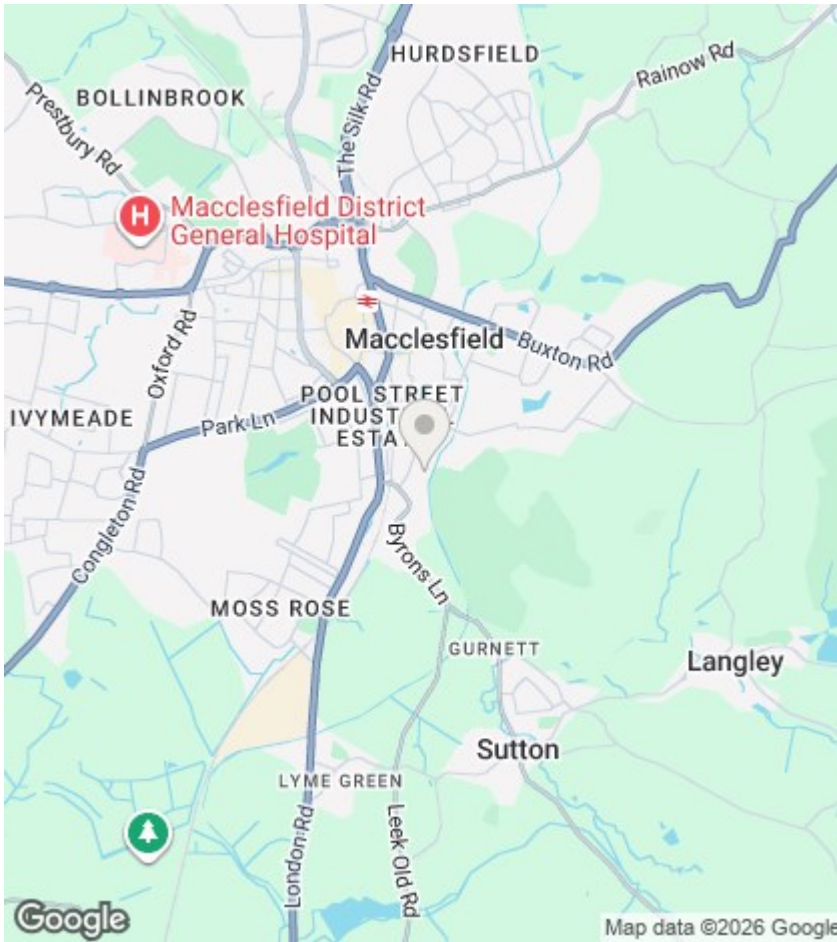 HURDSFIELD
Rainow Rd
BOLLINBROOK
Prestbury Rd
The Silk Rd
H
Macclesfield District
General Hospital
Oxford Rd
Macclesfield
Buxton Rd
POOL STREET
INDUST
ESTA
IVYMEADE
Park Ln
Congleton Rd
Byrons Ln
MOSS ROSE
GURNETT
Langley
Sutton
LYME GREEN
London Rd
Leek Old Rd
Google
Map data ©2026 Google